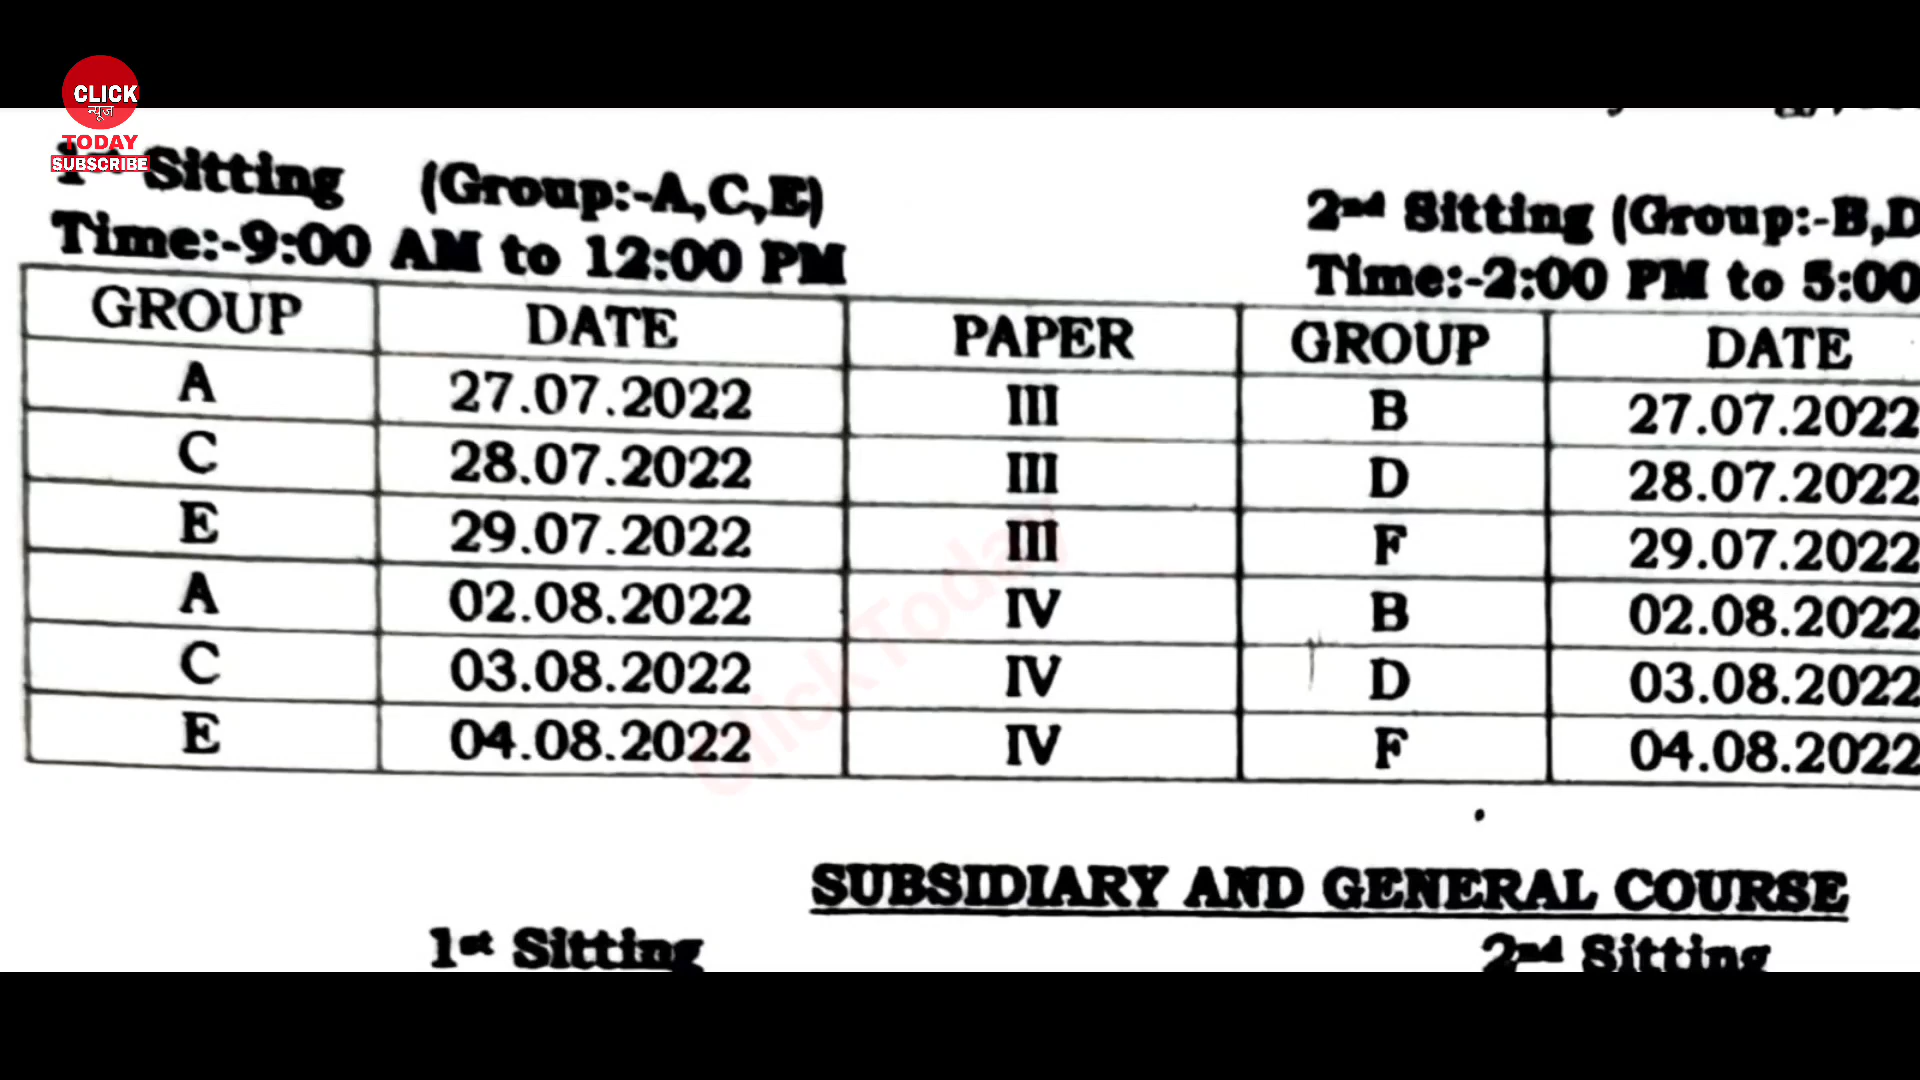 CLICK
न्यूज
TODAY
SUBSCRIBE
1st Sitting (Group:-A,C,E)
Time:-9:00 AM to 12:00 PM
2nd Sitting (Group:-B,D
Time:-2:00 PM to 5:00
GROUP DATE PAPER GROUP DATE
A 27.07.2022 III B 27.07.2022
C 28.07.2022 III D 28.07.2022
E 29.07.2022 III F 29.07.2022
A 02.08.2022 IV B 02.08.2022
C 03.08.2022 IV D 03.08.2022
E 04.08.2022 IV F 04.08.2022
ClickToday
SUBSIDIARY AND GENERAL COURSE
1st Sitting 2nd Sitting